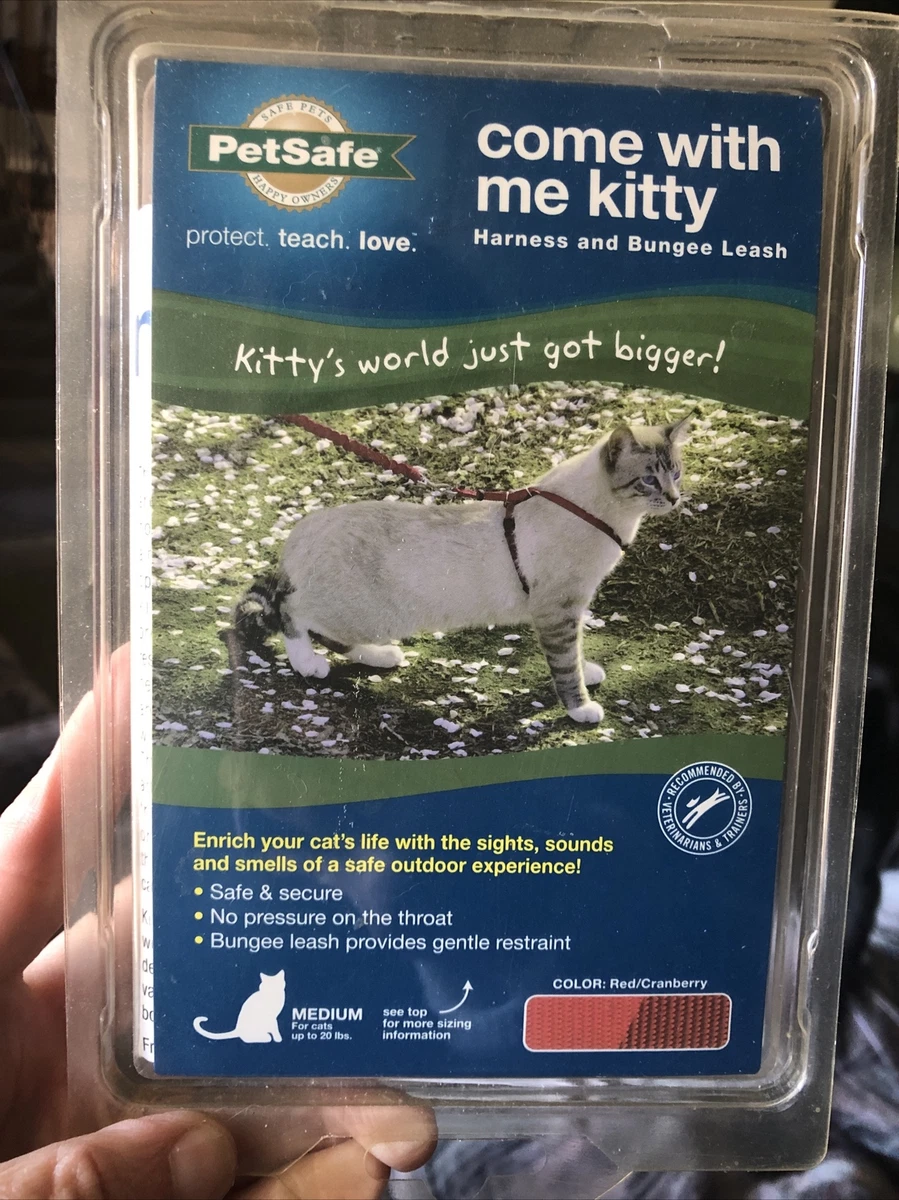 SAFE PETS
PetSafe®
HAPPY OWNERS
protect. teach. love.™
come with
me kitty
Harness and Bungee Leash
Kitty's world just got bigger!
RECOMMENDED BY
VETERINARIANS & TRAINERS
Enrich your cat's life with the sights, sounds
and smells of a safe outdoor experience!
• Safe & secure
• No pressure on the throat
• Bungee leash provides gentle restraint
MEDIUM
For cats
up to 20 lbs.
see top
for more sizing
information
COLOR: Red/Cranberry